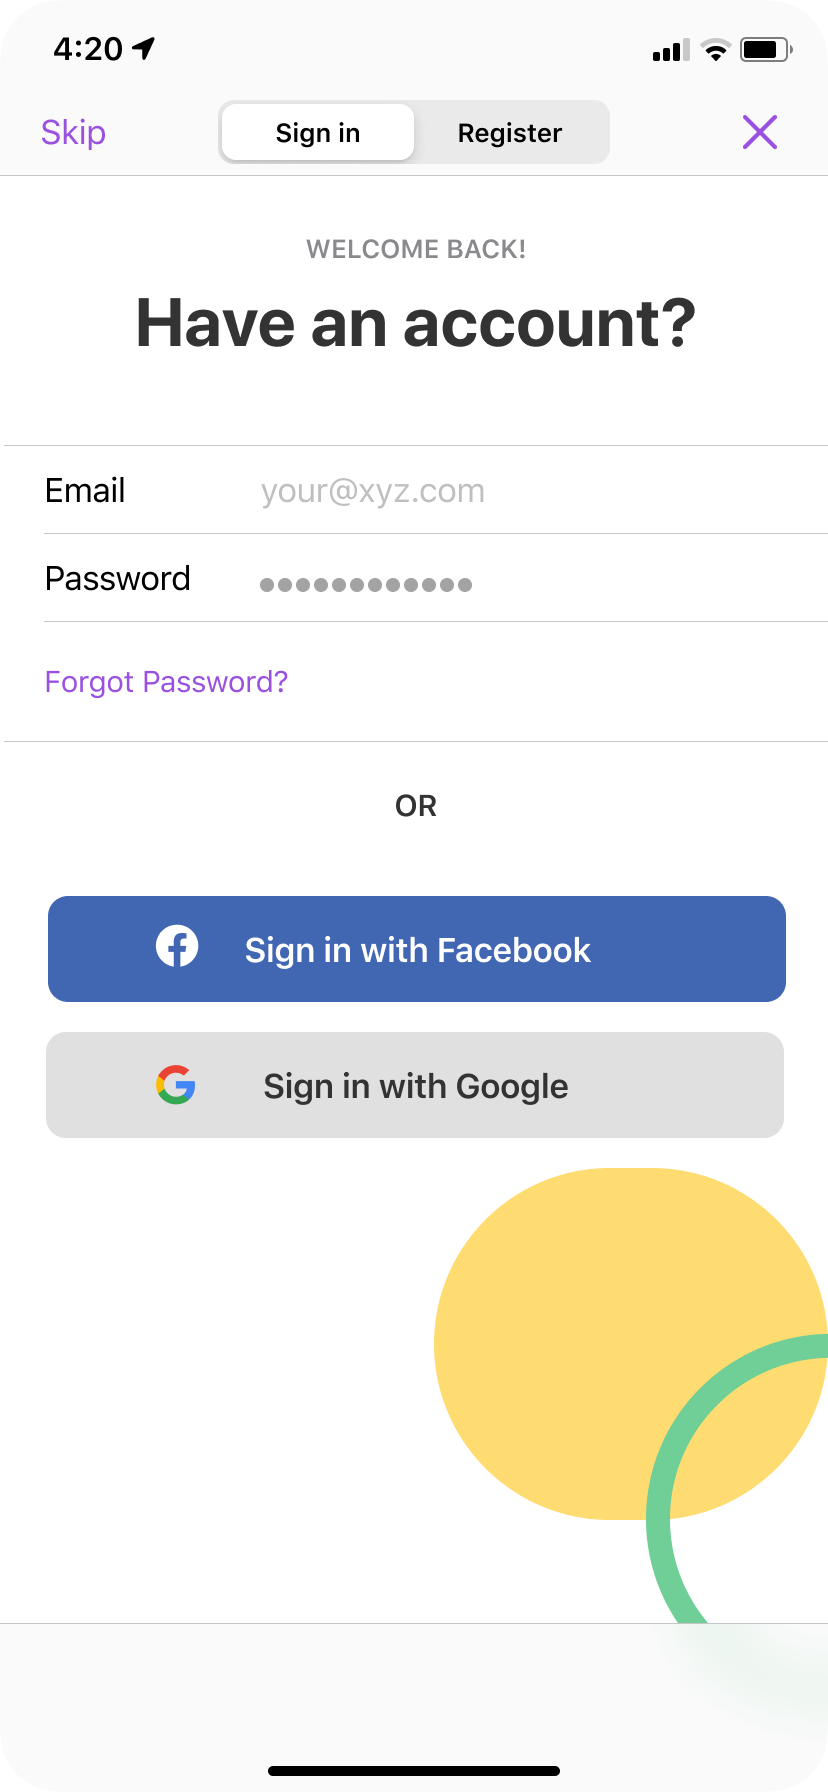 4:20
Skip
Sign in
Register
WELCOME BACK!
Have an account?
Email your@xyz.com
Password ●●●●●●●●●●●●
Forgot Password?
OR
Sign in with Facebook
Sign in with Google